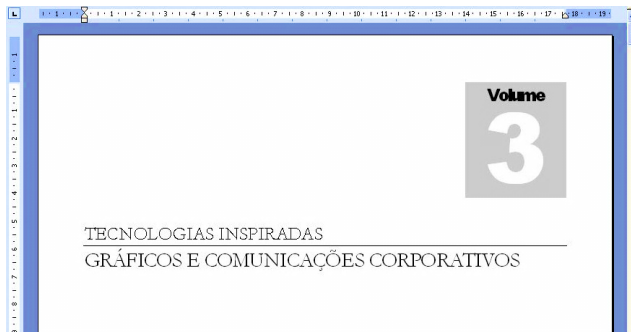 Volume
3
TECNOLOGIAS INSPIRADAS
GRÁFICOS E COMUNICAÇÕES CORPORATIVOS